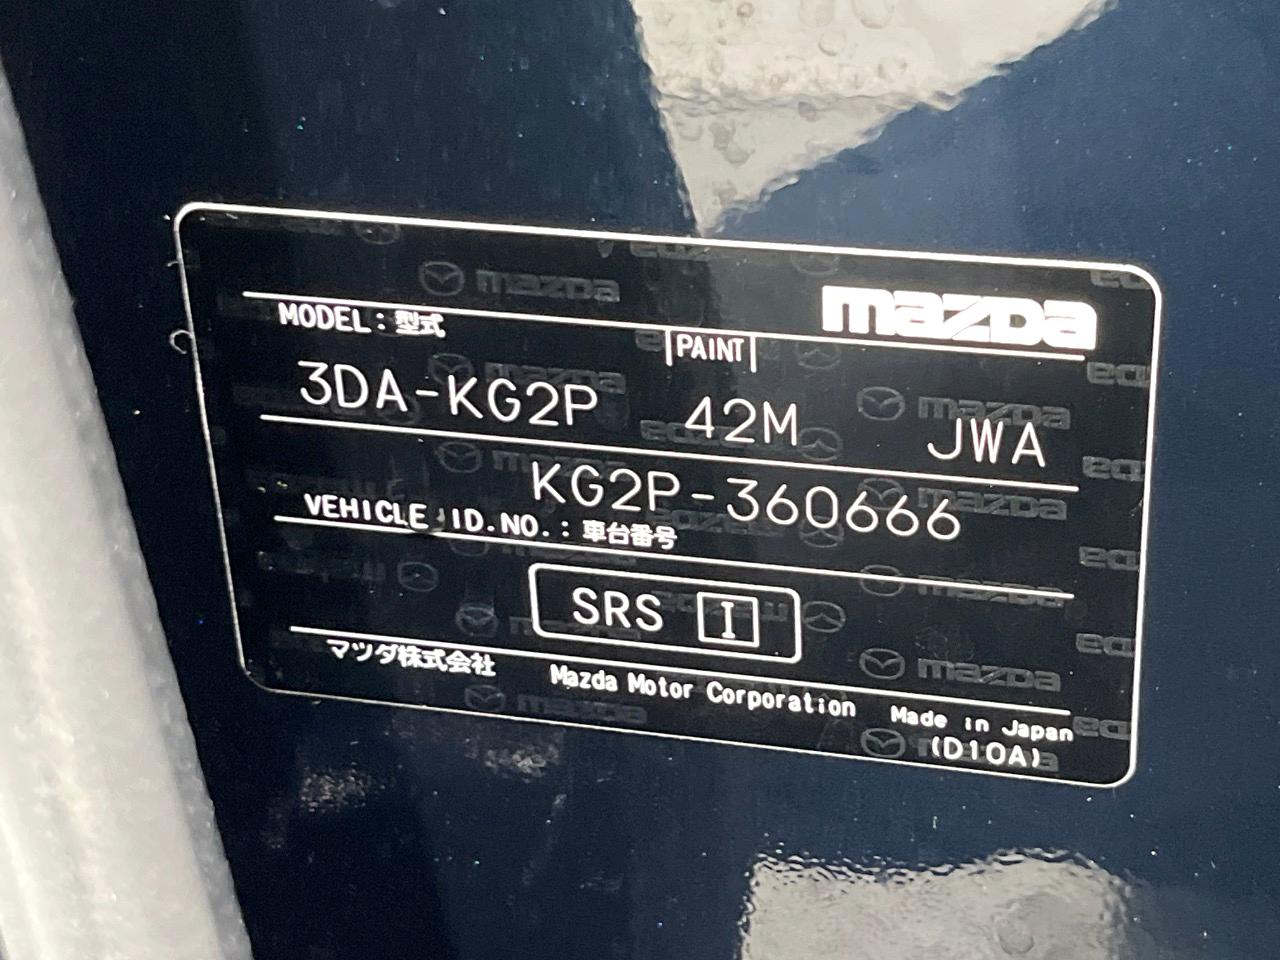 mazda
MODEL:型式
PAINT
3DA-KG2P 42M JWA
KG2P-360666
VEHICLE ID.NO.:車台番号
SRS I
マツダ株式会社 Mazda Motor Corporation Made in Japan
(D10A)